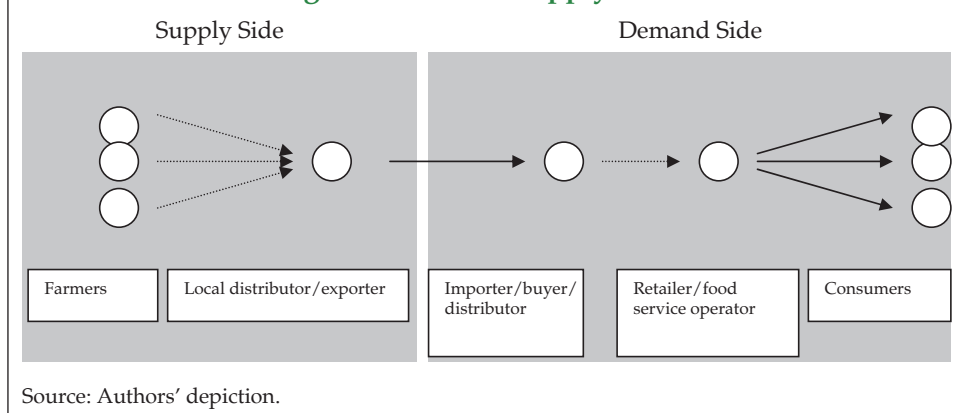 Supply Side
Demand Side
Farmers
Local distributor/exporter
Importer/buyer/
distributor
Retailer/food
service operator
Consumers
Source: Authors’ depiction.